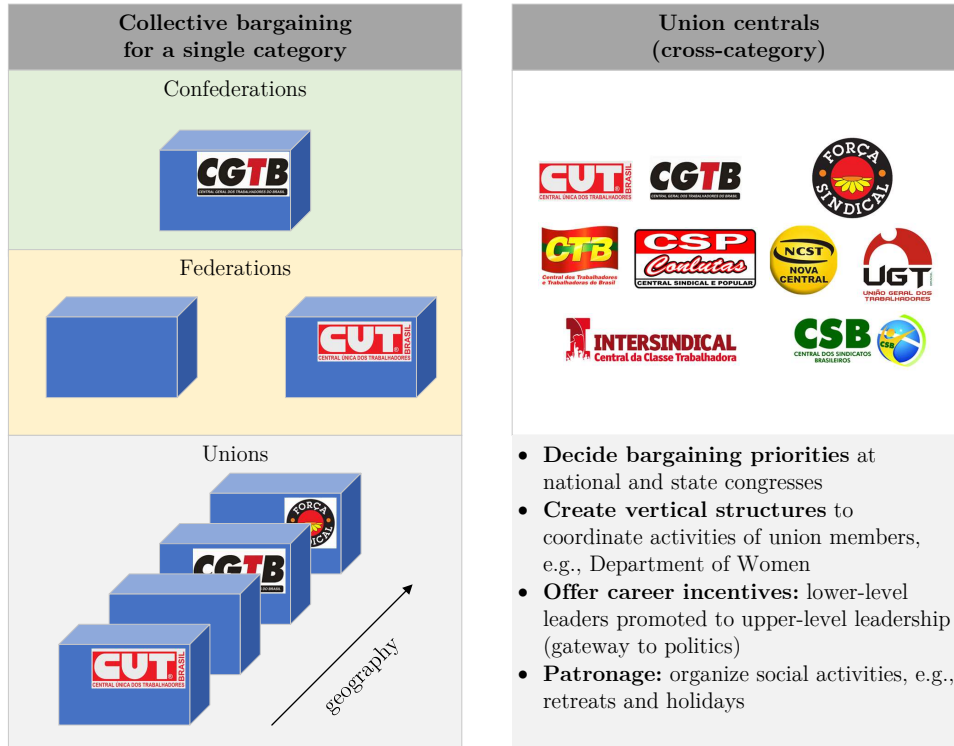 Collective bargaining
for a single category
Confederations
CGTB
CENTRAL GERAL DOS TRABALHADORES DO BRASIL
Federations
CUT BRASIL
CENTRAL ÚNICA DOS TRABALHADORES
Unions
FORÇA
SINDICAL
CGTB
DO BRASIL
CUT BRASIL
CENTRAL ÚNICA DOS TRABALHADORES
geography
Union centrals
(cross-category)
CUT BRASIL
CENTRAL ÚNICA DOS TRABALHADORES
CGTB
CENTRAL GERAL DOS TRABALHADORES DO BRASIL
FORÇA
SINDICAL
CTB
Central dos Trabalhadores
e Trabalhadoras do Brasil
CSP
Conlutas
CENTRAL SINDICAL E POPULAR
NCST
NOVA
CENTRAL
UGT
UNIÃO GERAL DOS
TRABALHADORES
INTERSINDICAL
Central da Classe Trabalhadora
CSB
CENTRAL DOS SINDICATOS
BRASILEIROS
CSB
• Decide bargaining priorities at
national and state congresses
• Create vertical structures to
coordinate activities of union members,
e.g., Department of Women
• Offer career incentives: lower-level
leaders promoted to upper-level leadership
(gateway to politics)
• Patronage: organize social activities, e.g.,
retreats and holidays